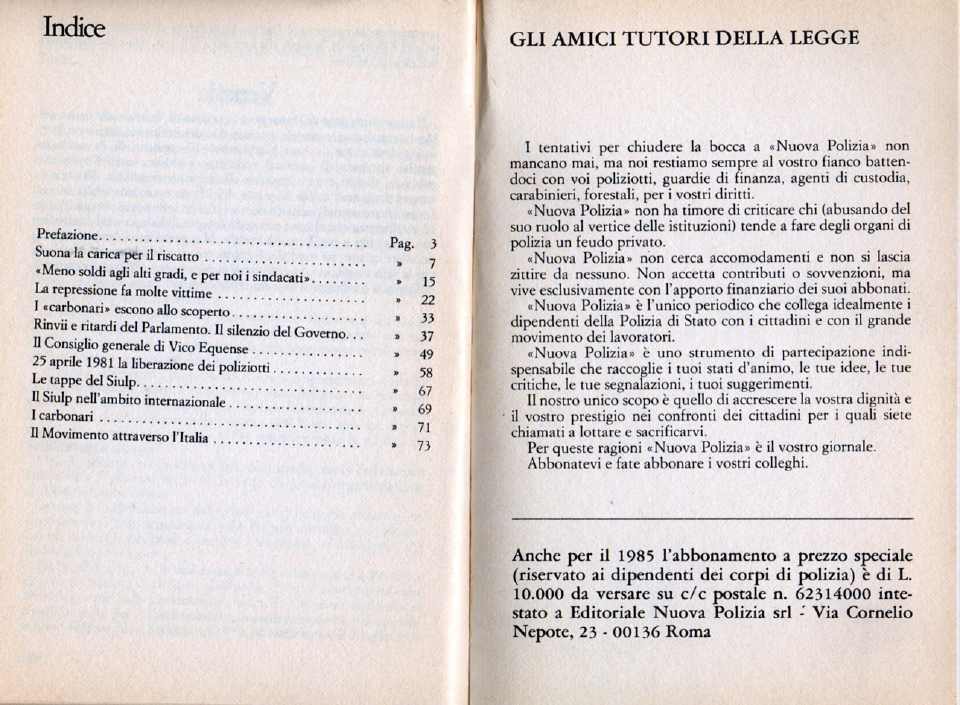 Indice
Prefazione. . . . . . . . . . . . . . . . . . . . . . . . . . . . . . . . . . . . . . . . Pag. 3
Suona la carica per il riscatto . . . . . . . . . . . . . . . . . . . . . . . . » 7
«Meno soldi agli alti gradi, e per noi i sindacati». . . . . . . . » 15
La repressione fa molte vittime . . . . . . . . . . . . . . . . . . . . . » 22
I «carbonari» escono allo scoperto. . . . . . . . . . . . . . . . . . . » 33
Rinvii e ritardi del Parlamento. Il silenzio del Governo. . . » 37
Il Consiglio generale di Vico Equense . . . . . . . . . . . . . . . . » 49
25 aprile 1981 la liberazione dei poliziotti . . . . . . . . . . . . . » 58
Le tappe del Siulp. . . . . . . . . . . . . . . . . . . . . . . . . . . . . . . . . » 67
Il Siulp nell'ambito internazionale . . . . . . . . . . . . . . . . . . . » 69
I carbonari . . . . . . . . . . . . . . . . . . . . . . . . . . . . . . . . . . . . . . » 71
Il Movimento attraverso l'Italia . . . . . . . . . . . . . . . . . . . . . » 73
GLI AMICI TUTORI DELLA LEGGE
I tentativi per chiudere la bocca a «Nuova Polizia» non
mancano mai, ma noi restiamo sempre al vostro fianco batten-
doci con voi poliziotti, guardie di finanza, agenti di custodia,
carabinieri, forestali, per i vostri diritti.
«Nuova Polizia» non ha timore di criticare chi (abusando del
suo ruolo al vertice delle istituzioni) tende a fare degli organi di
polizia un feudo privato.
«Nuova Polizia» non cerca accomodamenti e non si lascia
zittire da nessuno. Non accetta contributi o sovvenzioni, ma
vive esclusivamente con l'apporto finanziario dei suoi abbonati.
«Nuova Polizia» è l'unico periodico che collega idealmente i
dipendenti della Polizia di Stato con i cittadini e con il grande
movimento dei lavoratori.
«Nuova Polizia» è uno strumento di partecipazione indi-
spensabile che raccoglie i tuoi stati d'animo, le tue idee, le tue
critiche, le tue segnalazioni, i tuoi suggerimenti.
Il nostro unico scopo è quello di accrescere la vostra dignità e
il vostro prestigio nei confronti dei cittadini per i quali siete
chiamati a lottare e sacrificarvi.
Per queste ragioni «Nuova Polizia» è il vostro giornale.
Abbonatevi e fate abbonare i vostri colleghi.
Anche per il 1985 l'abbonamento a prezzo speciale
(riservato ai dipendenti dei corpi di polizia) è di L.
10.000 da versare su c/c postale n. 62314000 inte-
stato a Editoriale Nuova Polizia srl - Via Cornelio
Nepote, 23 - 00136 Roma